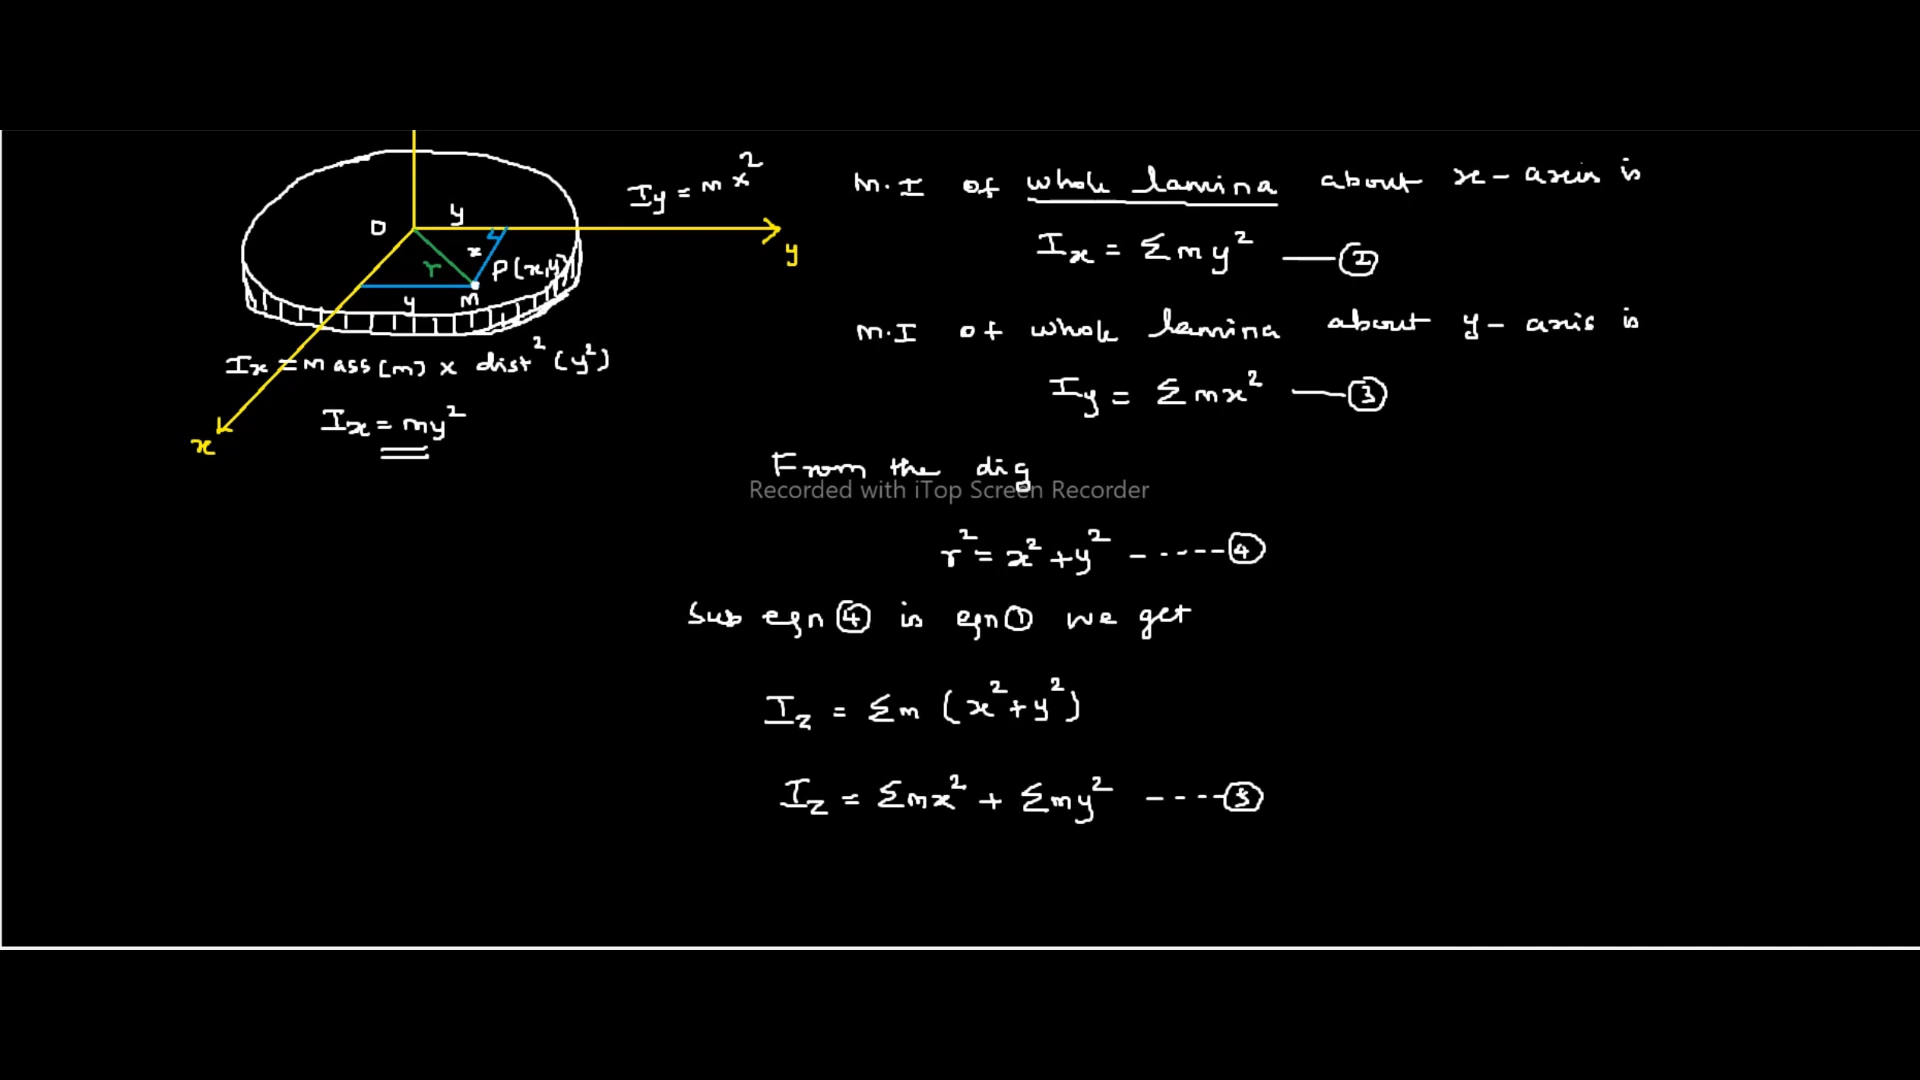 O
y
x
r
P(x,y)
y
m
y
x
Iy = mx²
Ix = mass(m) x dist² (y²)
Ix = my²
M.I of whole lamina about x-axis is
Ix = Σmy² —②
M.I of whole lamina about y-axis is
Iy = Σmx² —③
From the dig
Recorded with iTop Screen Recorder
r² = x² + y² ------④
Sub eqn ④ in eqn ① we get
Iz = Σm (x² + y²)
Iz = Σmx² + Σmy² ----⑤